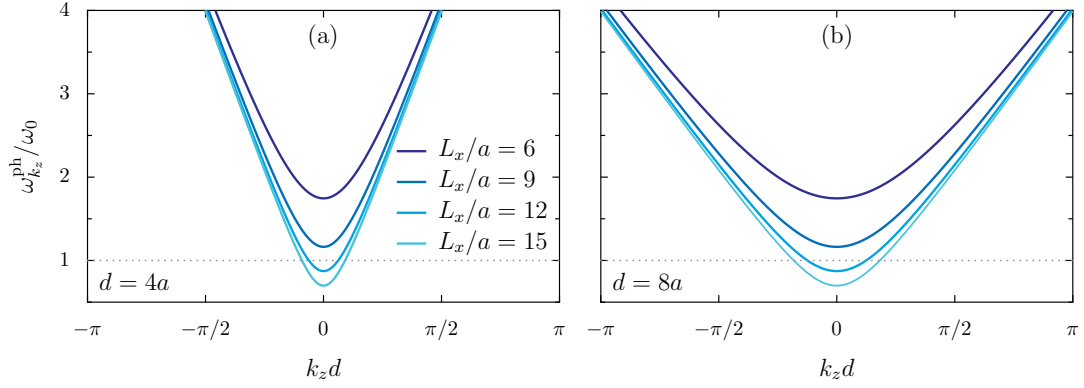 (a)
(b)
4
3
2
1
ω^ph_{k_z}/ω_0
L_x/a = 6
L_x/a = 9
L_x/a = 12
L_x/a = 15
d = 4a
d = 8a
−π
−π/2
0
π/2
π
−π
−π/2
0
π/2
π
k_z d
k_z d